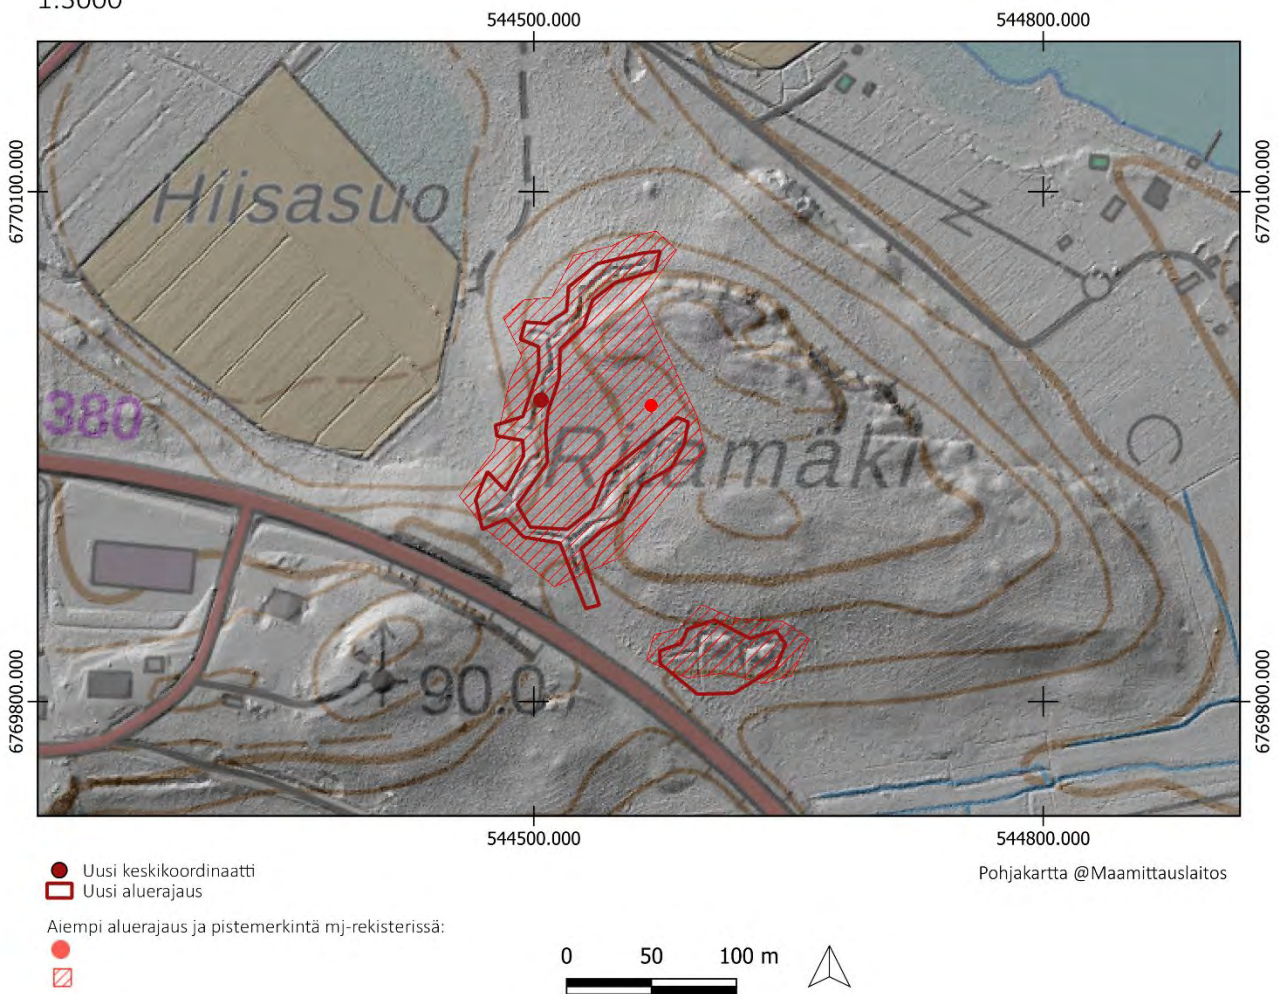 1:3000
544500.000 544800.000
6770100.000 6770100.000
Hiisasuo
380
Riiamäki
90.0
6769800.000 6769800.000
544500.000 544800.000
Uusi keskikoordinaatti
Pohjakartta @Maamittauslaitos
Uusi aluerajaus
Aiempi aluerajaus ja pistemerkintä mj-rekisterissä:
0 50 100 m